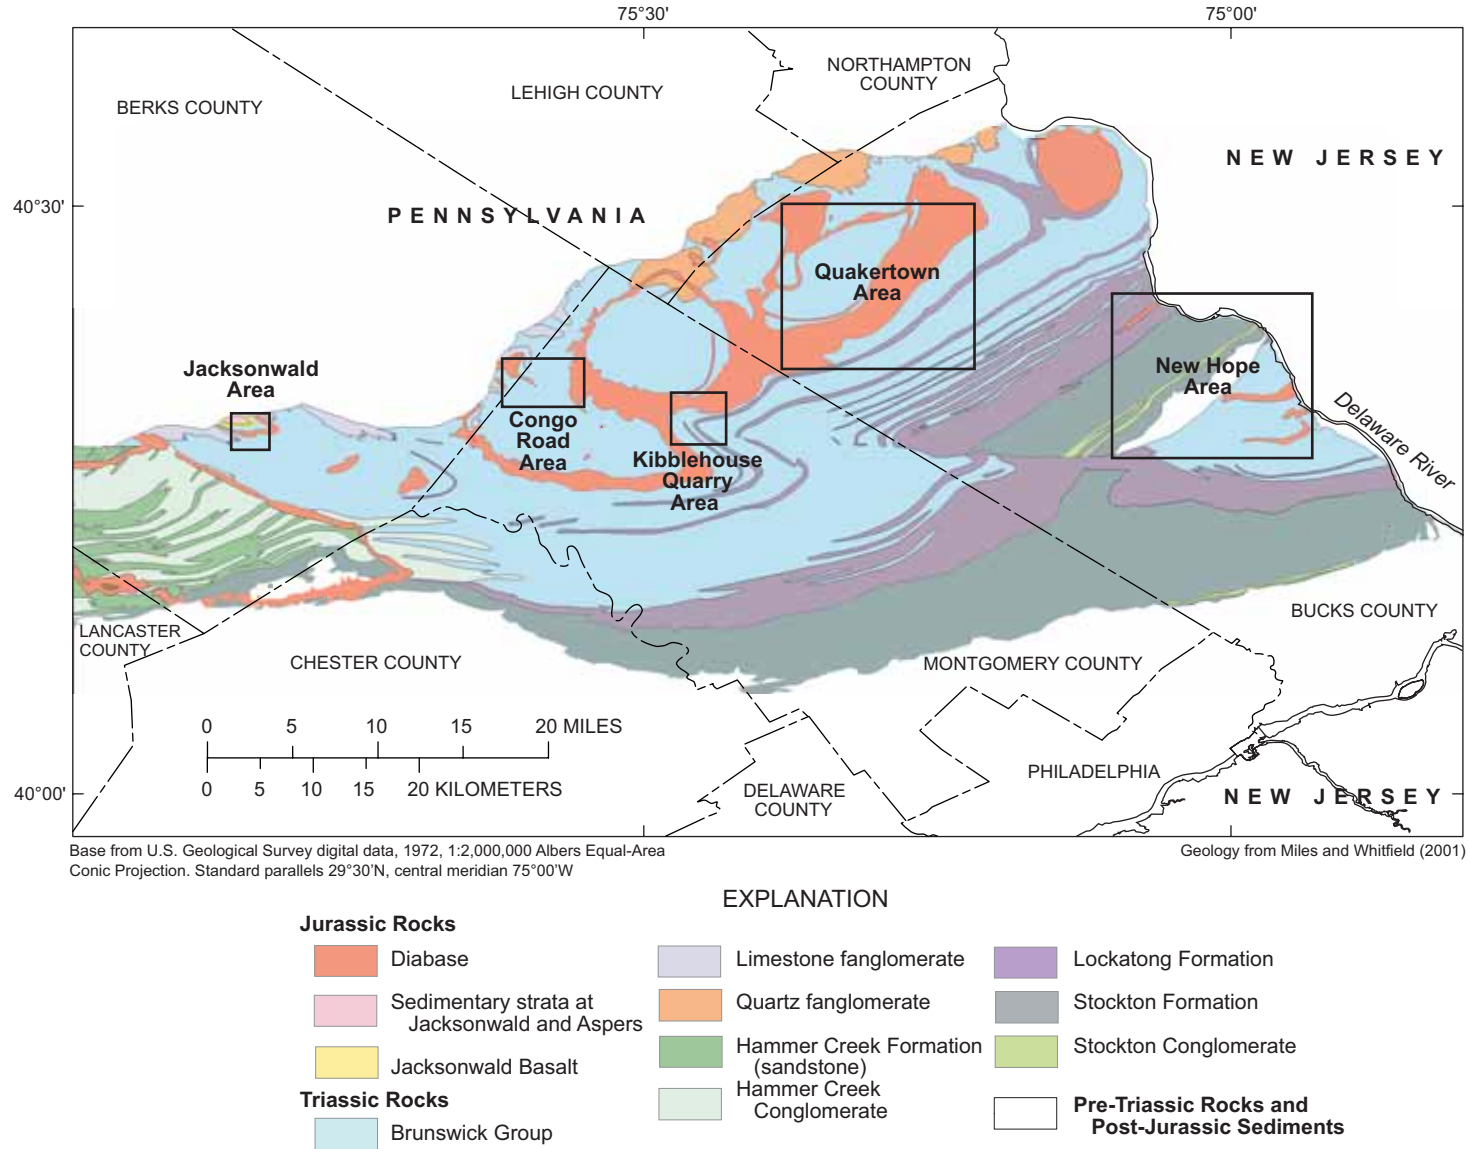 75°30'
75°00'
NORTHAMPTON
COUNTY
LEHIGH COUNTY
BERKS COUNTY
NEW JERSEY
40°30'
PENNSYLVANIA
Quakertown
Area
New Hope
Area
Jacksonwald
Area
Congo
Road
Area
Kibblehouse
Quarry
Area
Delaware River
BUCKS COUNTY
LANCASTER
COUNTY
CHESTER COUNTY
MONTGOMERY COUNTY
0 5 10 15 20 MILES
0 5 10 15 20 KILOMETERS
DELAWARE
COUNTY
PHILADELPHIA
NEW JERSEY
40°00'
Base from U.S. Geological Survey digital data, 1972, 1:2,000,000 Albers Equal-Area
Conic Projection. Standard parallels 29°30'N, central meridian 75°00'W
Geology from Miles and Whitfield (2001)
EXPLANATION
Jurassic Rocks
Diabase
Sedimentary strata at
Jacksonwald and Aspers
Jacksonwald Basalt
Triassic Rocks
Brunswick Group
Limestone fanglomerate
Quartz fanglomerate
Hammer Creek Formation
(sandstone)
Hammer Creek
Conglomerate
Lockatong Formation
Stockton Formation
Stockton Conglomerate
Pre-Triassic Rocks and
Post-Jurassic Sediments